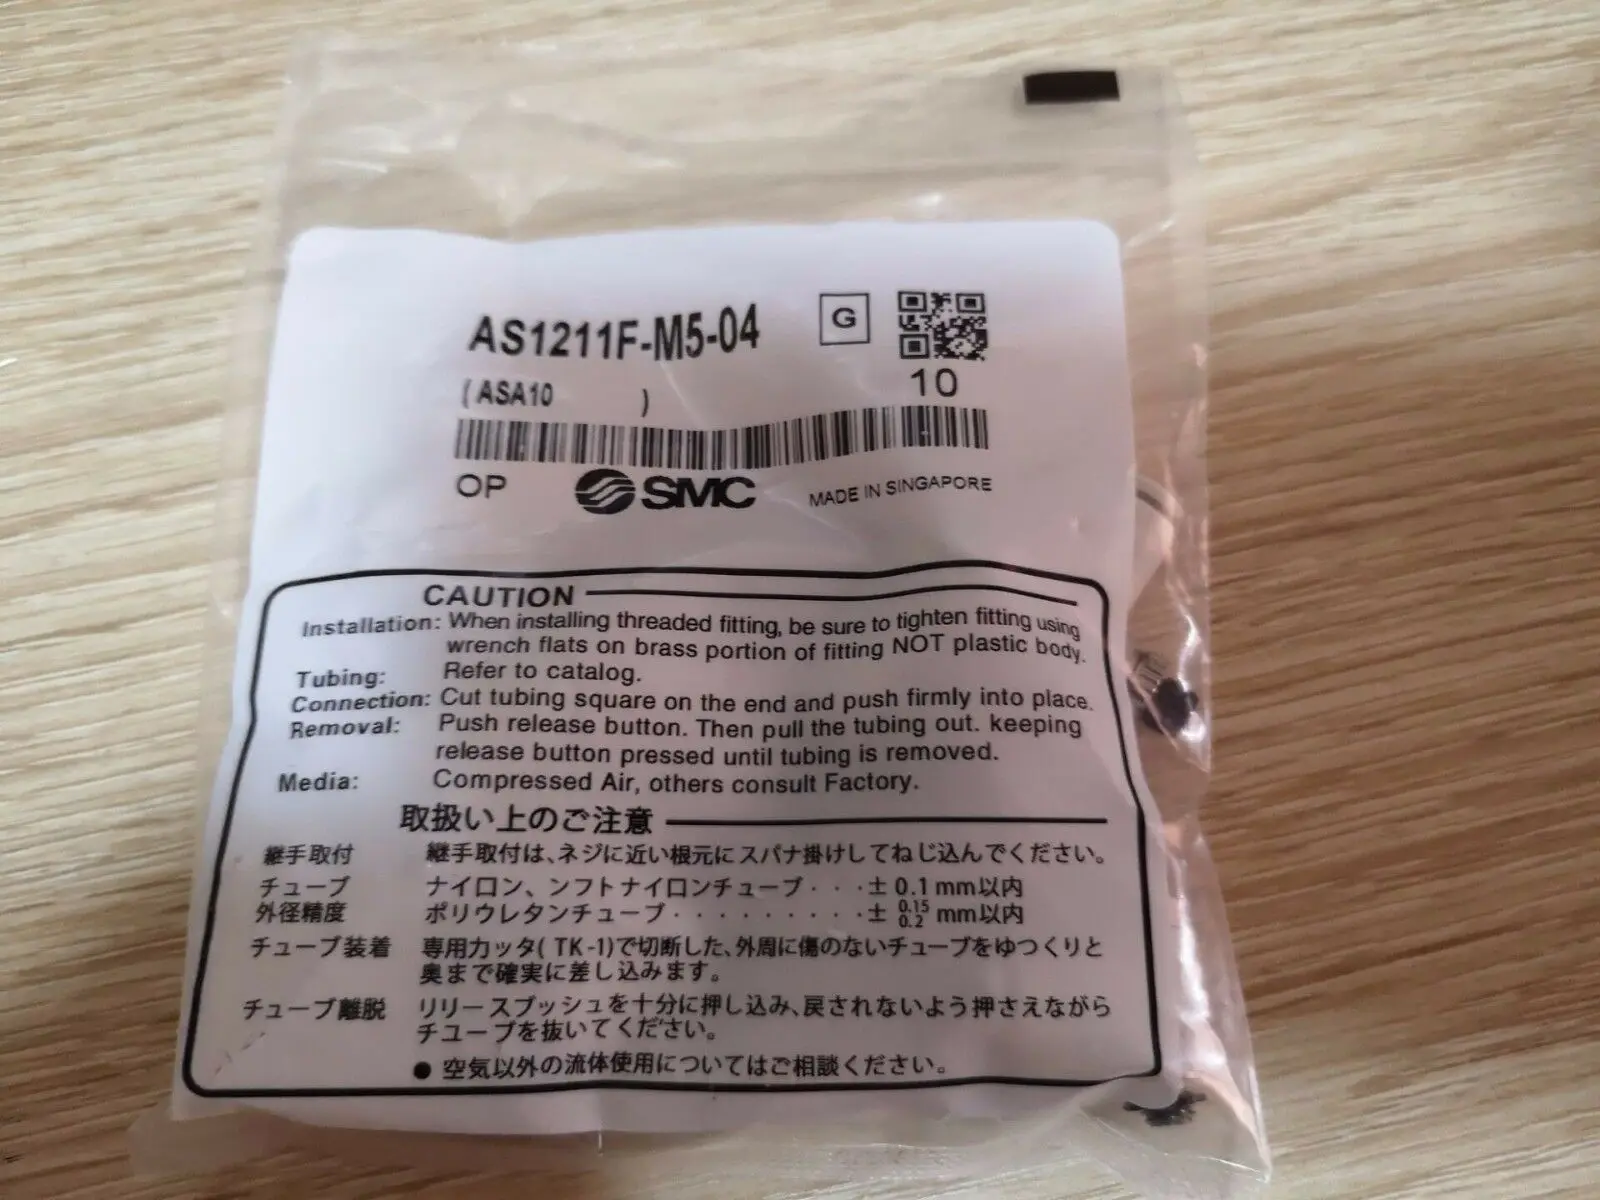 AS1211F-M5-04
G
(ASA10 )
10
OP
SMC
MADE IN SINGAPORE
CAUTION
Installation: When installing threaded fitting, be sure to tighten fitting using
wrench flats on brass portion of fitting NOT plastic body.
Tubing: Refer to catalog.
Connection: Cut tubing square on the end and push firmly into place.
Removal: Push release button. Then pull the tubing out. keeping
release button pressed until tubing is removed.
Media: Compressed Air, others consult Factory.
取扱い上のご注意
継手取付 継手取付は、ネジに近い根元にスパナ掛けしてねじ込んでください。
チューブ ナイロン、ソフトナイロンチューブ・・・± 0.1 mm以内
外径精度 ポリウレタンチューブ・・・・・・・・・± 0.15 0.2 mm以内
チューブ装着 専用カッタ( TK-1)で切断した、外周に傷のないチューブをゆつくりと
奥まで確実に差し込みます。
チューブ離脱 リリースブッシュを十分に押し込み、戻されないよう押さえながら
チューブを抜いてください。
● 空気以外の流体使用についてはご相談ください。